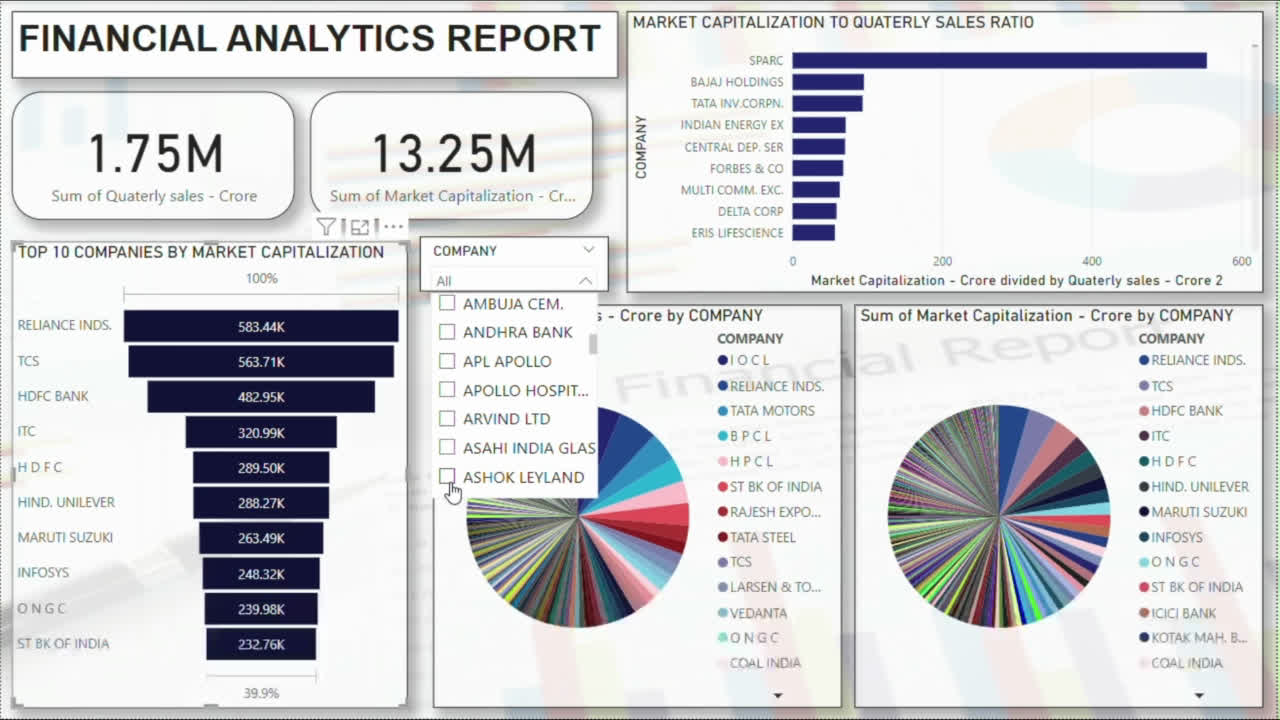 FINANCIAL ANALYTICS REPORT
1.75M
Sum of Quaterly sales - Crore
13.25M
Sum of Market Capitalization - Cr...
MARKET CAPITALIZATION TO QUATERLY SALES RATIO
COMPANY
SPARC
BAJAJ HOLDINGS
TATA INV.CORPN.
INDIAN ENERGY EX
CENTRAL DEP. SER
FORBES & CO
MULTI COMM. EXC.
DELTA CORP
ERIS LIFESCIENCE
0 200 400 600
Market Capitalization - Crore divided by Quaterly sales - Crore 2
TOP 10 COMPANIES BY MARKET CAPITALIZATION
100%
RELIANCE INDS. 583.44K
TCS 563.71K
HDFC BANK 482.95K
ITC 320.99K
H D F C 289.50K
HIND. UNILEVER 288.27K
MARUTI SUZUKI 263.49K
INFOSYS 248.32K
O N G C 239.98K
ST BK OF INDIA 232.76K
39.9%
COMPANY
All
AMBUJA CEM.
ANDHRA BANK
APL APOLLO
APOLLO HOSPIT...
ARVIND LTD
ASAHI INDIA GLAS
ASHOK LEYLAND
s - Crore by COMPANY
COMPANY
I O C L
RELIANCE INDS.
TATA MOTORS
B P C L
H P C L
ST BK OF INDIA
RAJESH EXPO...
TATA STEEL
TCS
LARSEN & TO...
VEDANTA
O N G C
COAL INDIA
Sum of Market Capitalization - Crore by COMPANY
COMPANY
RELIANCE INDS.
TCS
HDFC BANK
ITC
H D F C
HIND. UNILEVER
MARUTI SUZUKI
INFOSYS
O N G C
ST BK OF INDIA
ICICI BANK
KOTAK MAH. B...
COAL INDIA
Financial Report